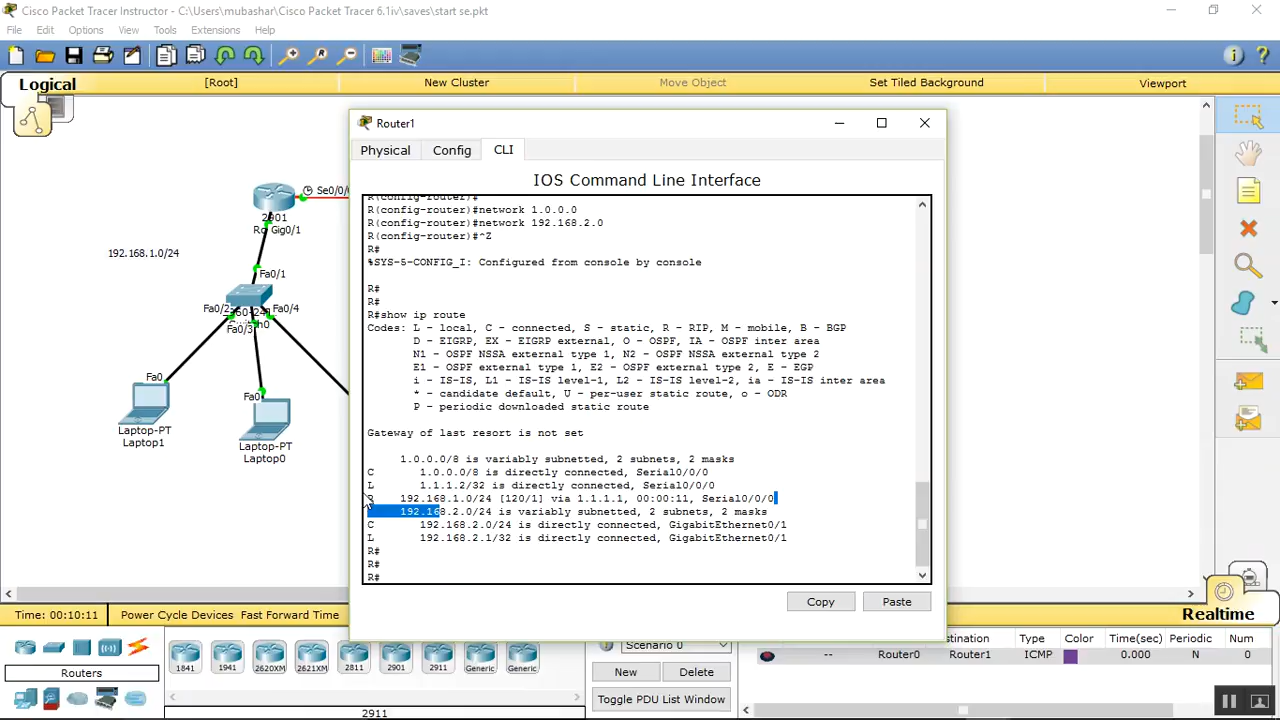 Cisco Packet Tracer Instructor - C:\Users\mubashar\Cisco Packet Tracer 6.1iv\saves\start se.pkt
File Edit Options View Tools Extensions Help
Logical [Root] New Cluster Move Object Set Tiled Background Viewport
Router1
Physical Config CLI
IOS Command Line Interface
R(config-router)#
R(config-router)#network 1.0.0.0
R(config-router)#network 192.168.2.0
R(config-router)#^Z
R#
%SYS-5-CONFIG_I: Configured from console by console
R#
R#
R#show ip route
Codes: L - local, C - connected, S - static, R - RIP, M - mobile, B - BGP
D - EIGRP, EX - EIGRP external, O - OSPF, IA - OSPF inter area
N1 - OSPF NSSA external type 1, N2 - OSPF NSSA external type 2
E1 - OSPF external type 1, E2 - OSPF external type 2, E - EGP
i - IS-IS, L1 - IS-IS level-1, L2 - IS-IS level-2, ia - IS-IS inter area
* - candidate default, U - per-user static route, o - ODR
P - periodic downloaded static route
Gateway of last resort is not set
1.0.0.0/8 is variably subnetted, 2 subnets, 2 masks
C 1.0.0.0/8 is directly connected, Serial0/0/0
L 1.1.1.2/32 is directly connected, Serial0/0/0
R 192.168.1.0/24 [120/1] via 1.1.1.1, 00:00:11, Serial0/0/0
192.168.2.0/24 is variably subnetted, 2 subnets, 2 masks
C 192.168.2.0/24 is directly connected, GigabitEthernet0/1
L 192.168.2.1/32 is directly connected, GigabitEthernet0/1
R#
R#
R#
Copy Paste
Se0/0/
2901
Gig0/1
192.168.1.0/24
Fa0/1
Fa0/2
Fa0/4
Fa0/3
Fa0
Laptop-PT
Laptop1
Fa0
Laptop-PT
Laptop0
Time: 00:10:11 Power Cycle Devices Fast Forward Time
Realtime
Routers
1841 1941 2620XM 2621XM 2811 2901 2911 Generic Generic
2911
Scenario 0
New Delete
Toggle PDU List Window
stination Type Color Time(sec) Periodic Num
-- Router0 Router1 ICMP 0.000 N 0